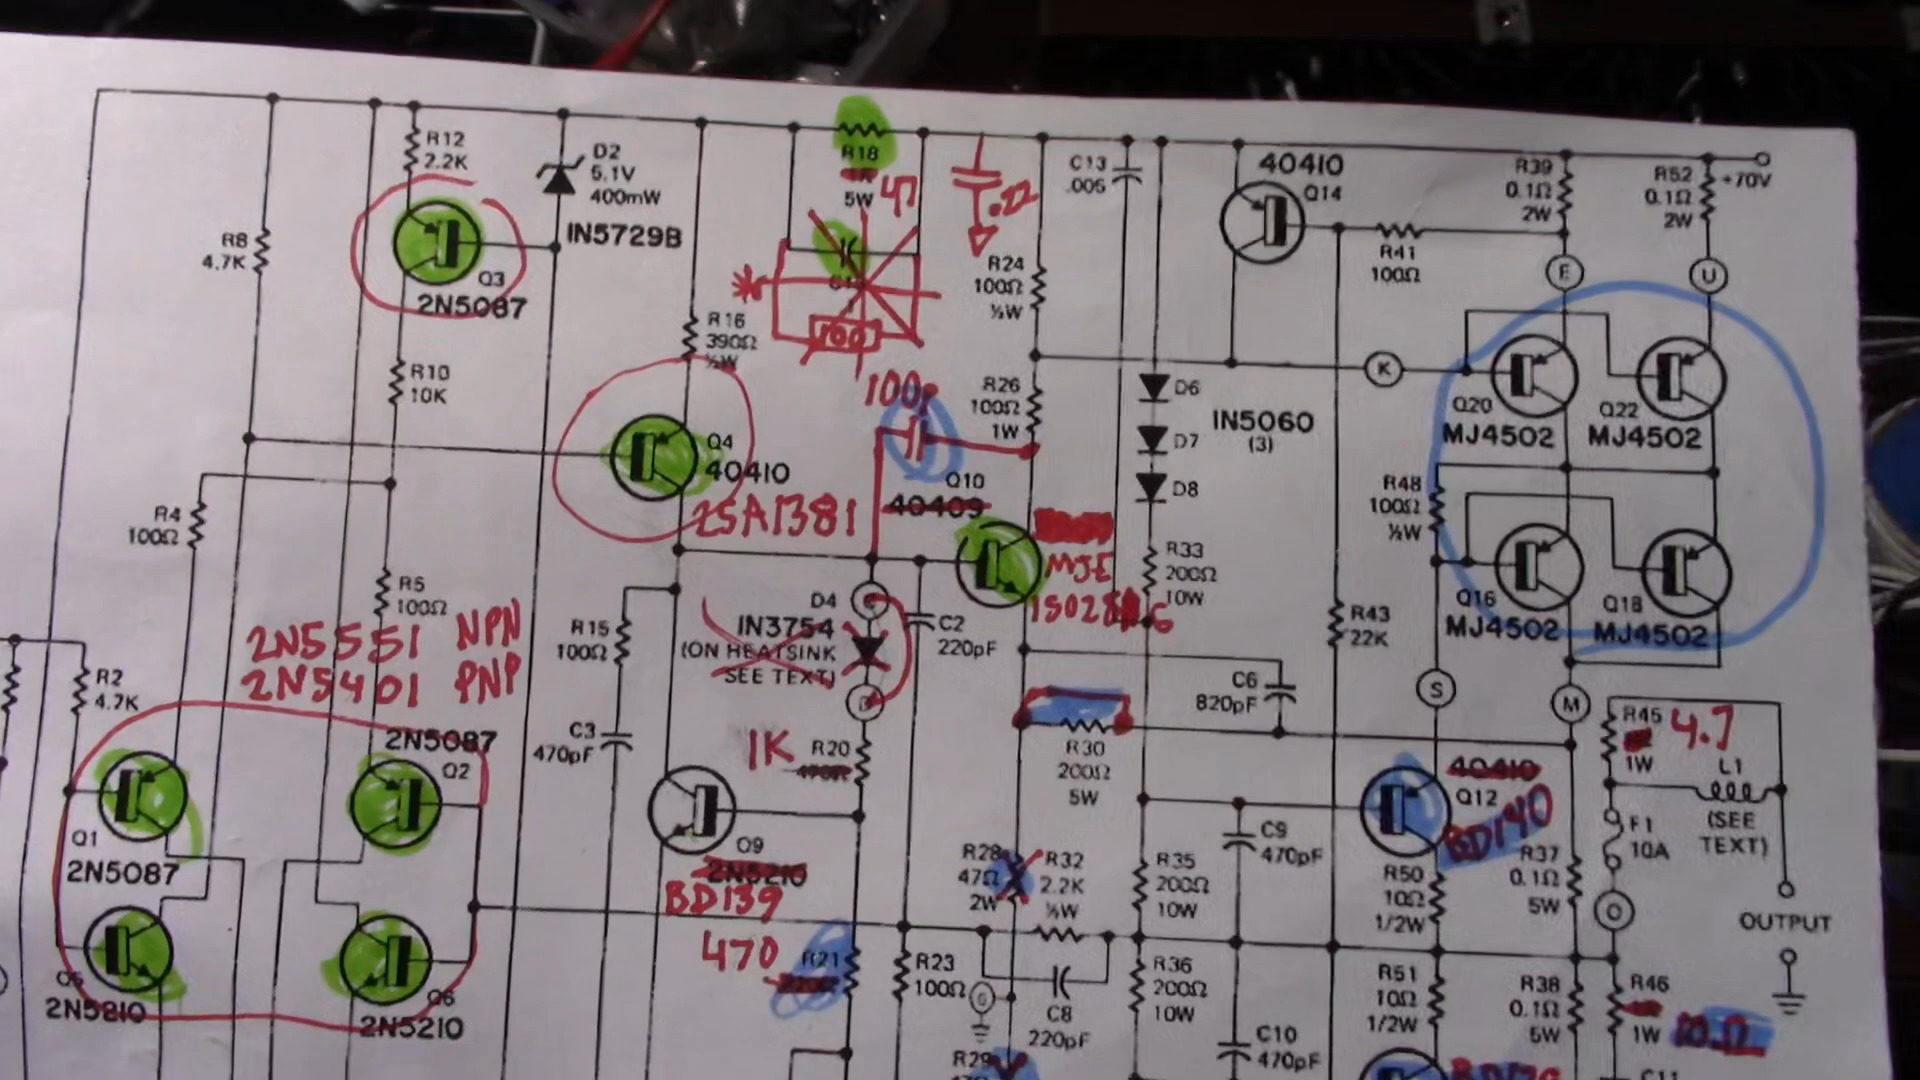 R12
2.2K
D2
5.1V
400mW
IN5729B
R18
5W
47
C13
.005
.22
40410
Q14
R39
0.1Ω
2W
R52
0.1Ω
2W
+70V
R8
4.7K
Q3
2N5087
R41
100Ω
E
U
R24
100Ω
½W
R16
390Ω
½W
100
K
R10
10K
100p
R26
100Ω
1W
D6
IN5060
(3)
D7
D8
Q20
MJ4502
Q22
MJ4502
Q4
40410
2SA1381
Q10
40409
R48
100Ω
½W
R4
100Ω
R5
100Ω
MJE
R33
200Ω
10W
R43
22K
Q16
MJ4502
Q18
MJ4502
2N5551 NPN
2N5401 PNP
D4
IN3754
(ON HEATSINK
SEE TEXT)
R15
100Ω
C2
220pF
C6
820pF
S
M
R2
4.7K
C3
470pF
1K
R20
R30
200Ω
5W
R45
4.7
1W
L1
(SEE
TEXT)
2N5087
Q2
40410
Q12
BD140
F1
10A
Q1
2N5087
Q9
2N5210
BD139
R28
47Ω
2W
R32
2.2K
½W
R35
200Ω
10W
C9
470pF
R50
10Ω
1/2W
R37
0.1Ω
5W
O
OUTPUT
2N5210
Q6
2N5210
470
R21
R23
100Ω
C8
220pF
R36
200Ω
10W
C10
470pF
R51
10Ω
1/2W
R38
0.1Ω
5W
R46
1W
10Ω
R29
C11